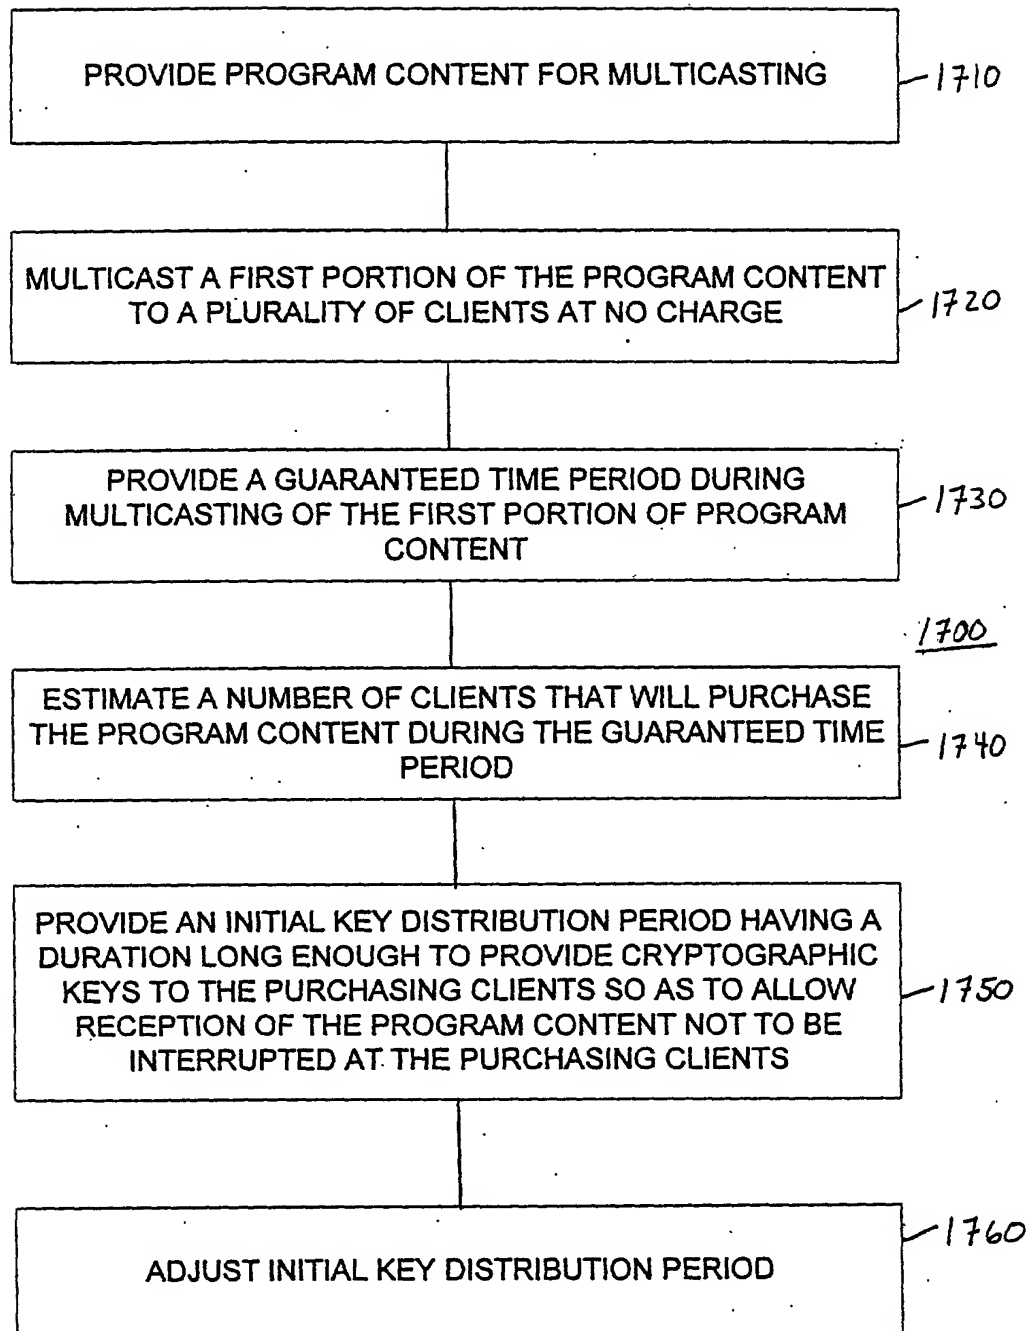 PROVIDE PROGRAM CONTENT FOR MULTICASTING
1710
MULTICAST A FIRST PORTION OF THE PROGRAM CONTENT
TO A PLURALITY OF CLIENTS AT NO CHARGE
1720
PROVIDE A GUARANTEED TIME PERIOD DURING
MULTICASTING OF THE FIRST PORTION OF PROGRAM
CONTENT
1730
1700
ESTIMATE A NUMBER OF CLIENTS THAT WILL PURCHASE
THE PROGRAM CONTENT DURING THE GUARANTEED TIME
PERIOD
1740
PROVIDE AN INITIAL KEY DISTRIBUTION PERIOD HAVING A
DURATION LONG ENOUGH TO PROVIDE CRYPTOGRAPHIC
KEYS TO THE PURCHASING CLIENTS SO AS TO ALLOW
RECEPTION OF THE PROGRAM CONTENT NOT TO BE
INTERRUPTED AT THE PURCHASING CLIENTS
1750
ADJUST INITIAL KEY DISTRIBUTION PERIOD
1760